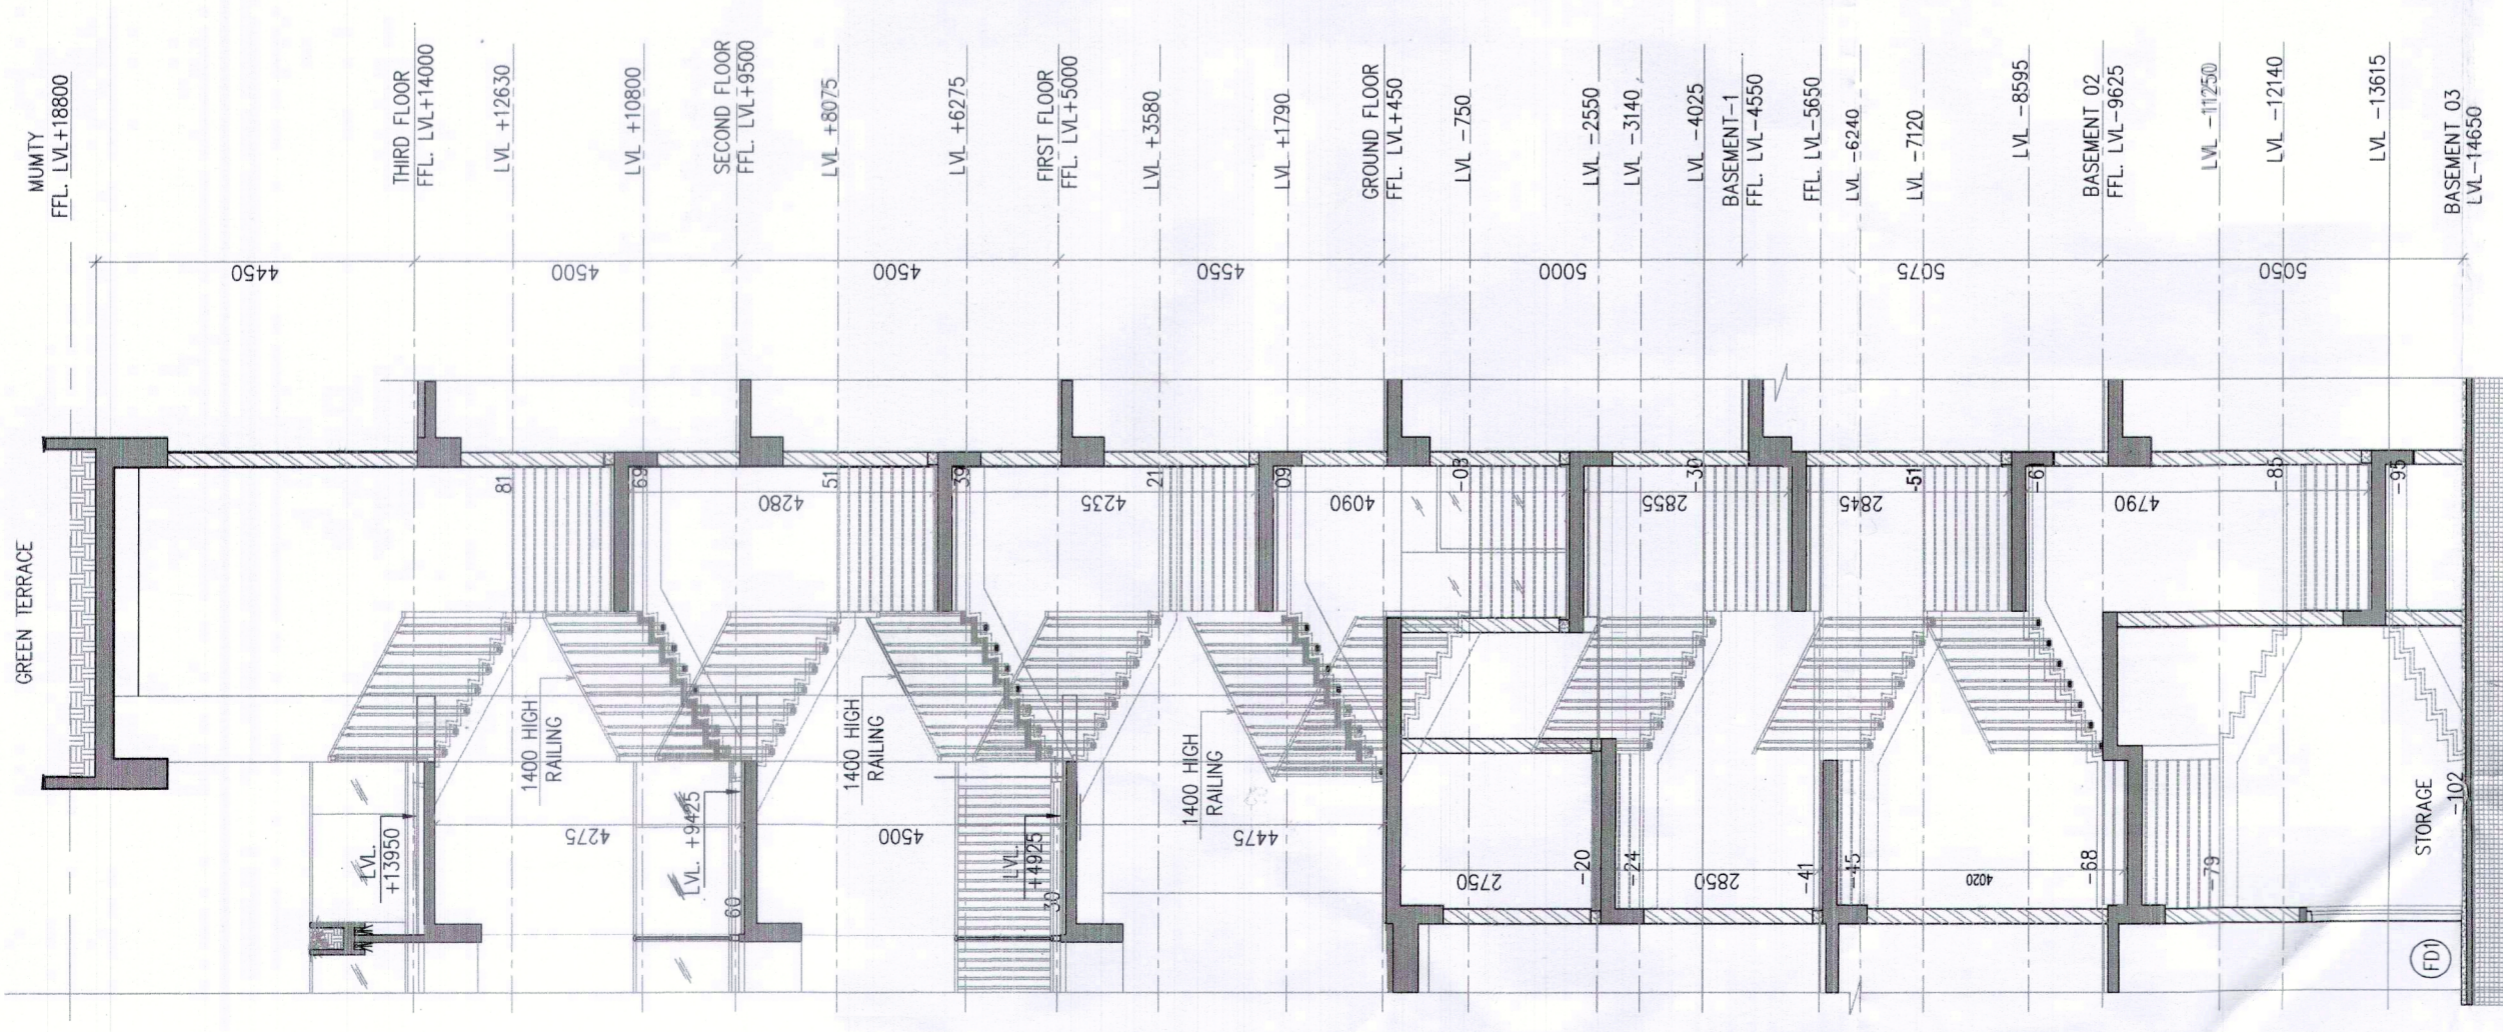 MUMTY
FFL. LVL+18800
THIRD FLOOR
FFL. LVL+14000
LVL +12630
LVL +10800
SECOND FLOOR
FFL. LVL+9500
LVL +8075
LVL +6275
FIRST FLOOR
FFL. LVL+5000
LVL +3580
LVL +1790
GROUND FLOOR
FFL. LVL+450
LVL -750
LVL -2550
LVL -3140
LVL -4025
BASEMENT-1
FFL. LVL-4550
FFL. LVL-5650
LVL -6240
LVL -7120
LVL -8595
BASEMENT 02
FFL. LVL-9625
LVL -11250
LVL -12140
LVL -13615
BASEMENT 03
LVL-14650
4450
4500
4500
4550
5000
5075
5050
GREEN TERRACE
81
69
4280
51
39
4235
21
09
4090
-03
2855
-30
2845
-51
-61
4790
-85
-95
1400 HIGH
RAILING
1400 HIGH
RAILING
1400 HIGH
RAILING
LVL.
+13950
4275
LVL. +9425
60
4500
LVL.
+4925
30
4475
2750
-20
-24
2850
-41
-45
4020
-68
-79
STORAGE
-102
FD1